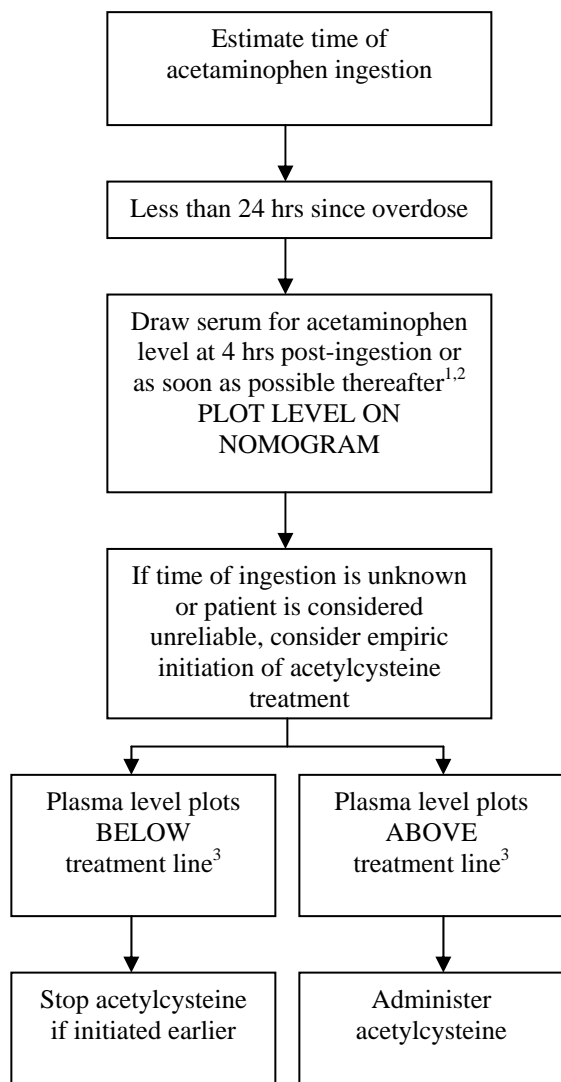 Estimate time of
acetaminophen ingestion
Less than 24 hrs since overdose
Draw serum for acetaminophen
level at 4 hrs post-ingestion or
as soon as possible thereafter1,2
PLOT LEVEL ON
NOMOGRAM
If time of ingestion is unknown
or patient is considered
unreliable, consider empiric
initiation of acetylcysteine
treatment
Plasma level plots
BELOW
treatment line3
Plasma level plots
ABOVE
treatment line3
Stop acetylcysteine
if initiated earlier
Administer
acetylcysteine